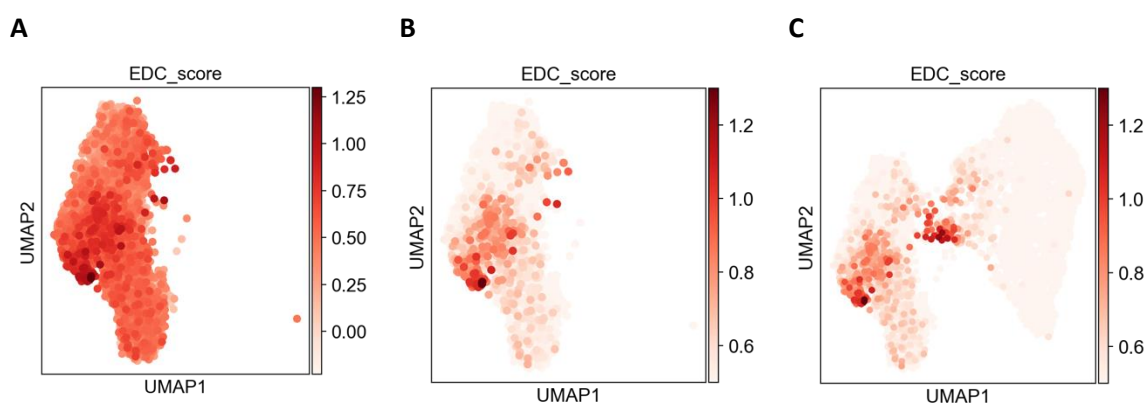 A
EDC_score
UMAP2
UMAP1
1.25
1.00
0.75
0.50
0.25
0.00
B
EDC_score
UMAP2
UMAP1
1.2
1.0
0.8
0.6
C
EDC_score
UMAP2
UMAP1
1.2
1.0
0.8
0.6